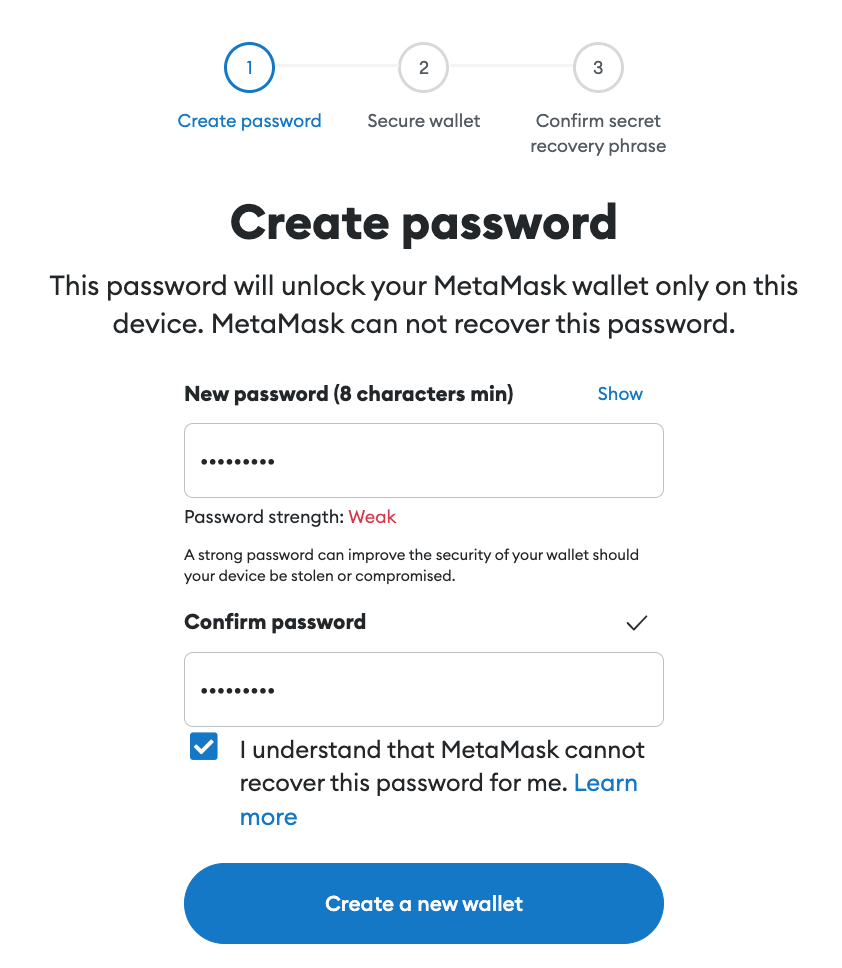 1
2
3
Create password
Secure wallet
Confirm secret
recovery phrase
Create password
This password will unlock your MetaMask wallet only on this
device. MetaMask can not recover this password.
New password (8 characters min)
Show
•••••••••
Password strength: Weak
A strong password can improve the security of your wallet should
your device be stolen or compromised.
Confirm password
•••••••••
I understand that MetaMask cannot
recover this password for me. Learn
more
Create a new wallet